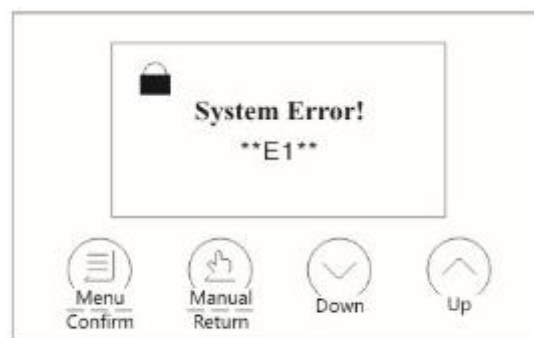 System Error!
**E1**
Menu
Confirm
Manual
Return
Down
Up